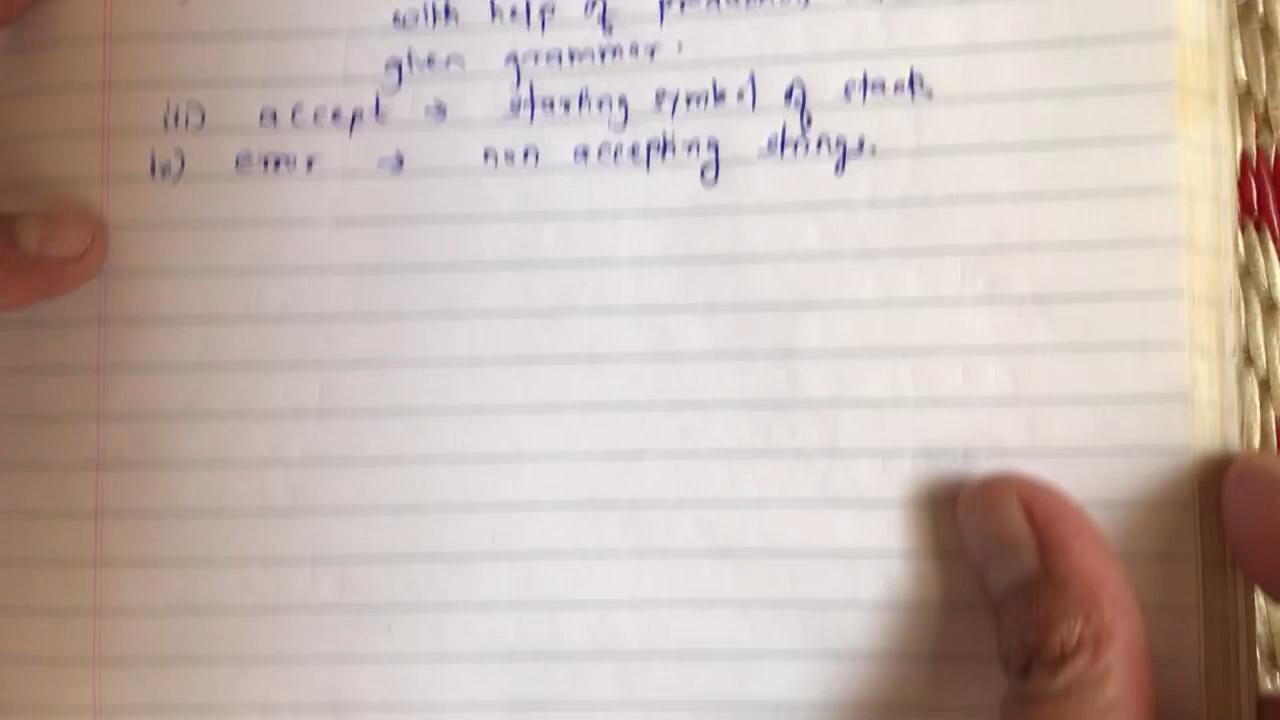 with help of
given grammar.
iii) accept → starting symbol of stack.
iv) error → non accepting strings.